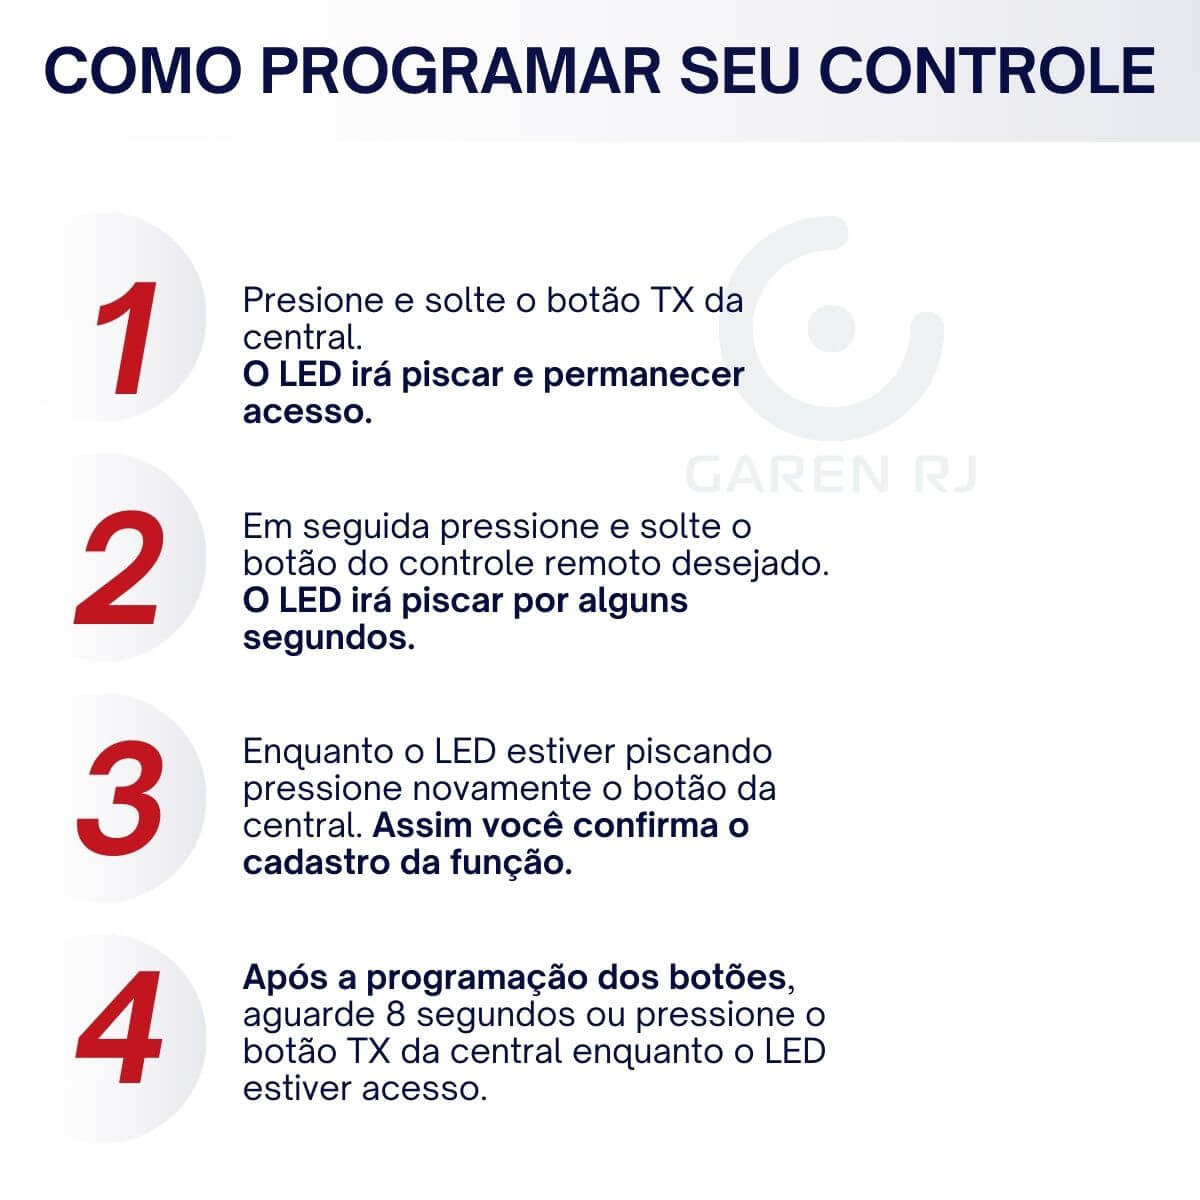 COMO PROGRAMAR SEU CONTROLE
1
Presione e solte o botão TX da
central.
O LED irá piscar e permanecer
acesso.
GAREN RJ
2
Em seguida pressione e solte o
botão do controle remoto desejado.
O LED irá piscar por alguns
segundos.
3
Enquanto o LED estiver piscando
pressione novamente o botão da
central. Assim você confirma o
cadastro da função.
4
Após a programação dos botões,
aguarde 8 segundos ou pressione o
botão TX da central enquanto o LED
estiver acesso.